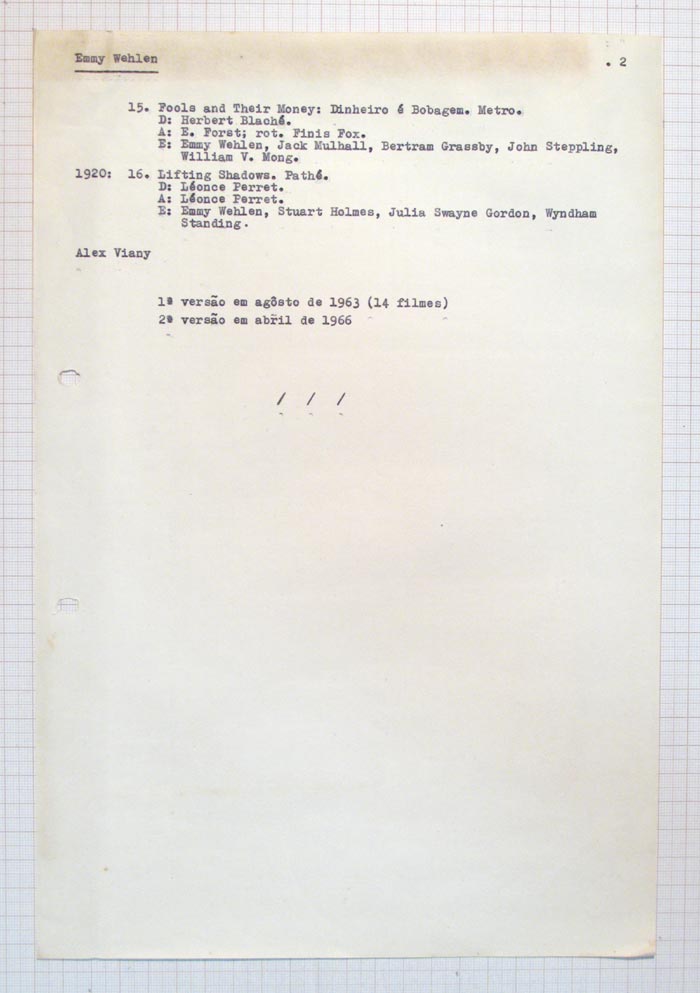 Emmy Wehlen . 2
15. Fools and Their Money: Dinheiro é Bobagem. Metro.
D: Herbert Blaché.
A: E. Forst; rot. Finis Fox.
E: Emmy Wehlen, Jack Mulhall, Bertram Grassby, John Steppling,
William V. Mong.
1920: 16. Lifting Shadows. Pathé.
D: Léonce Perret.
A: Léonce Perret.
E: Emmy Wehlen, Stuart Holmes, Julia Swayne Gordon, Wyndham
Standing.
Alex Viany
1ª versão em agôsto de 1963 (14 filmes)
2ª versão em abril de 1966
/ / /